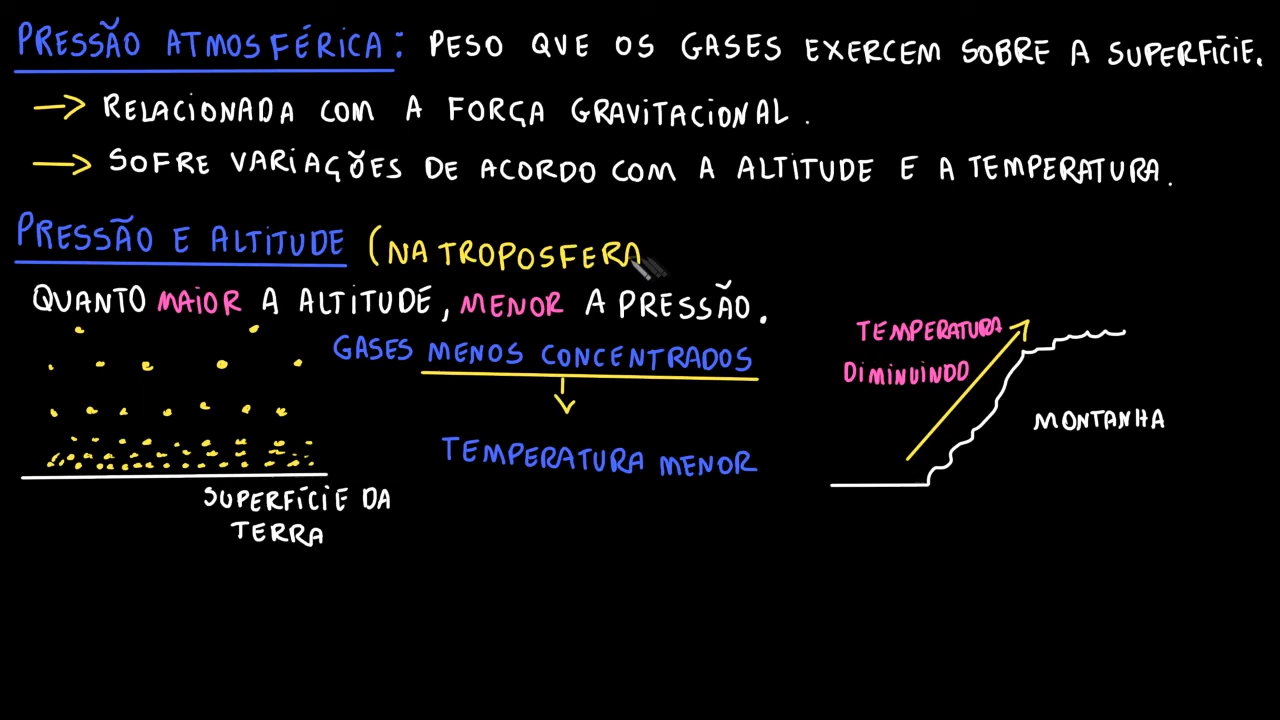 PRESSÃO ATMOSFÉRICA: PESO QUE OS GASES EXERCEM SOBRE A SUPERFÍCIE.
→ RELACIONADA COM A FORÇA GRAVITACIONAL.
→ SOFRE VARIAÇÕES DE ACORDO COM A ALTITUDE E A TEMPERATURA.
PRESSÃO E ALTITUDE (NA TROPOSFERA
QUANTO MAIOR A ALTITUDE, MENOR A PRESSÃO.
GASES MENOS CONCENTRADOS
TEMPERATURA MENOR
SUPERFÍCIE DA
TERRA
TEMPERATURA
DIMINUINDO
MONTANHA